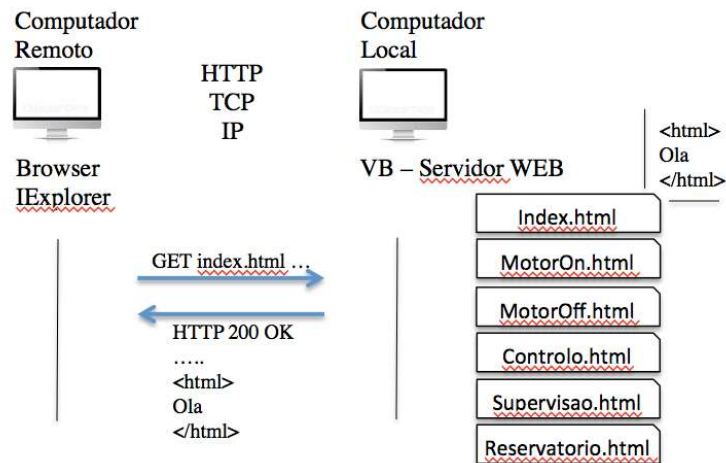 Computador
Remoto
HTTP
TCP
IP
Computador
Local
Browser
IExplorer
VB – Servidor WEB
<html>
Ola
</html>
Index.html
MotorOn.html
MotorOff.html
Controlo.html
Supervisao.html
Reservatorio.html
GET index.html ...
HTTP 200 OK
.....
<html>
Ola
</html>